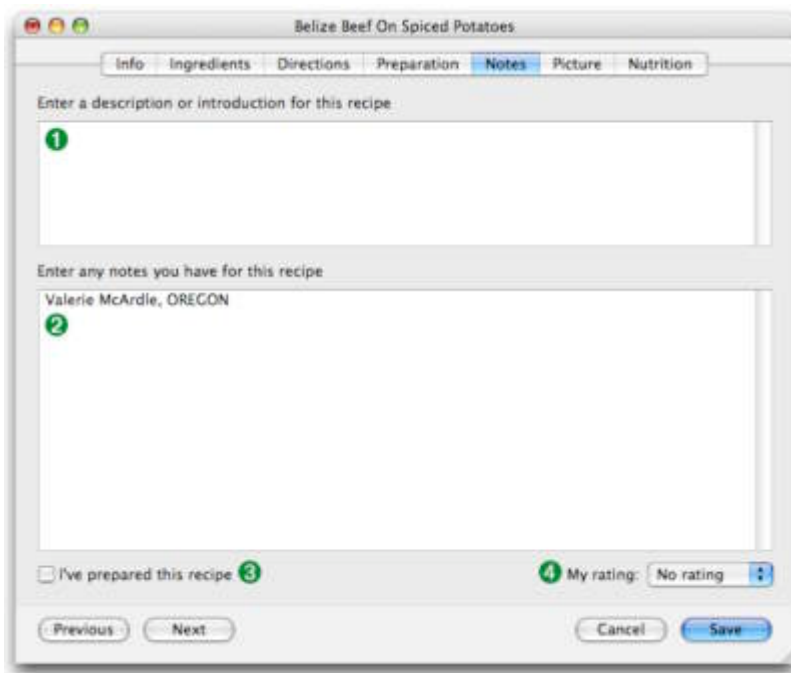 Belize Beef On Spiced Potatoes
Info Ingredients Directions Preparation Notes Picture Nutrition
Enter a description or introduction for this recipe
1
Enter any notes you have for this recipe
Valerie McArdle, OREGON
2
I've prepared this recipe 3 4 My rating: No rating
Previous Next Cancel Save